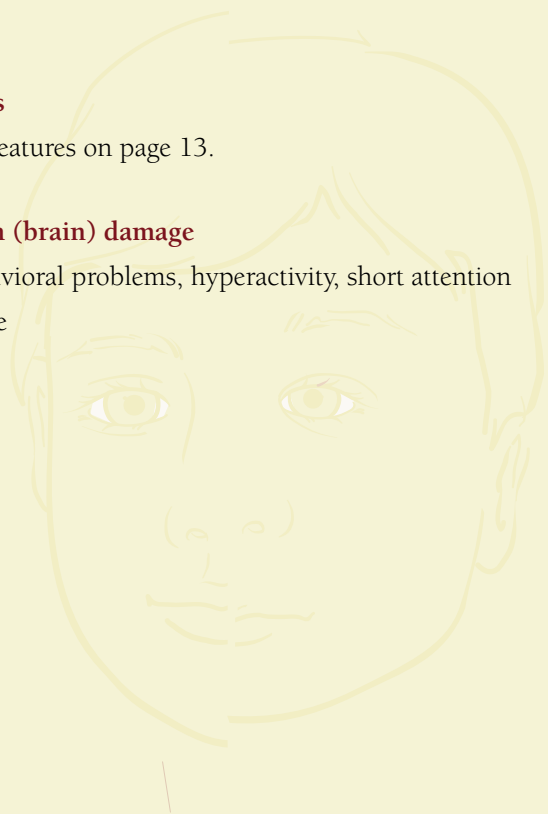 s
eatures on page 13.
n (brain) damage
vioral problems, hyperactivity, short attention
e